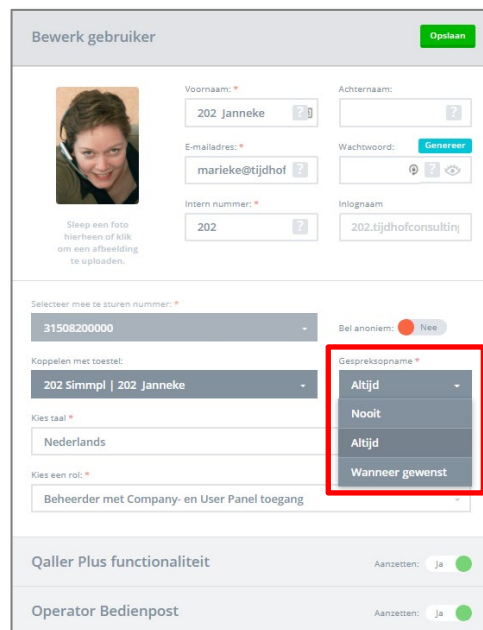 Bewerk gebruiker
Opslaan
Voornaam: *
Achternaam:
202 Janneke
?
?
E-mailadres: *
Wachtwoord:
Genereer
marieke@tijdhof
?
?
Intern nummer: *
Inlognaam
202
?
202.tijdhofconsulting
Sleep een foto
hierheen of klik
om een afbeelding
te uploaden.
Selecteer mee te sturen nummer: *
31508200000
Bel anoniem:
Nee
Koppelen met toestel:
Gespreksopname *
202 Simmpl | 202 Janneke
Altijd
Nooit
Altijd
Wanneer gewenst
Kies taal *
Nederlands
Kies een rol: *
Beheerder met Company- en User Panel toegang
Qaller Plus functionaliteit
Aanzetten:
Ja
Operator Bedienpost
Aanzetten:
Ja